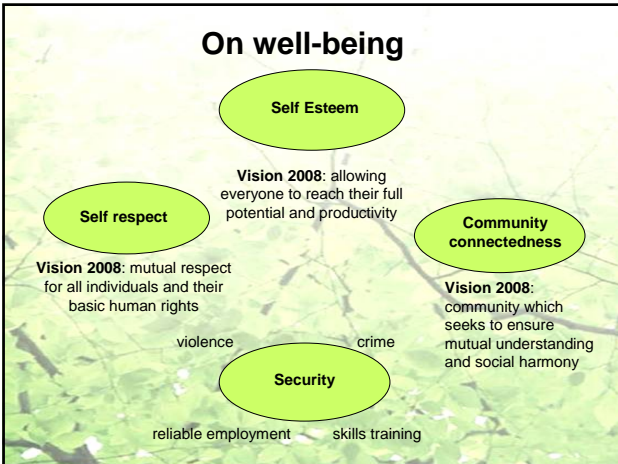 On well-being
Self Esteem
Vision 2008: allowing
everyone to reach their full
potential and productivity
Self respect
Vision 2008: mutual respect
for all individuals and their
basic human rights
Community
connectedness
Vision 2008:
community which
seeks to ensure
mutual understanding
and social harmony
violence
crime
Security
reliable employment
skills training